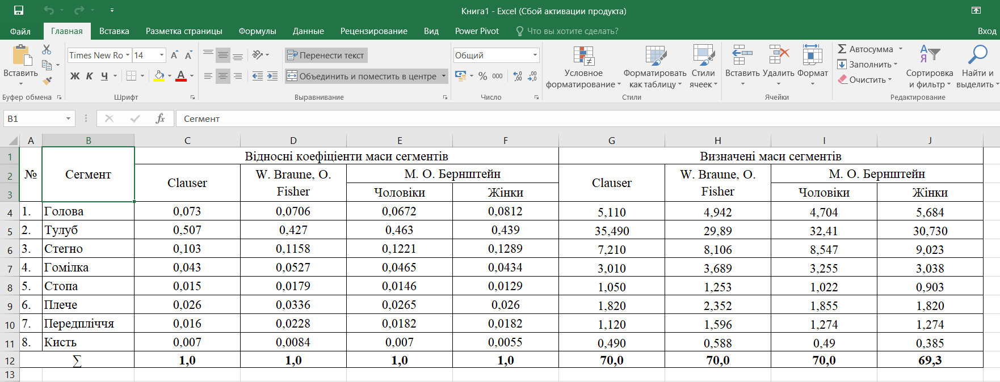 Книга1 - Excel (Сбой активации продукта)
Файл Главная Вставка Разметка страницы Формулы Данные Рецензирование Вид Power Pivot Что вы хотите сделать? Вход
Вставить
Буфер обмена
Times New Ro 14
Ж К Ч
Шрифт
Перенести текст
Объединить и поместить в центре
Выравнивание
Общий
% 000
Число
Условное форматирование
Форматировать как таблицу
Стили ячеек
Стили
Вставить Удалить Формат
Ячейки
Автосумма
Заполнить
Очистить
Сортировка и фильтр
Найти и выделить
Редактирование
B1 fx Сегмент
A B C D E F G H I J
1 № Сегмент Відносні коефіціенти маси сегментів Визначені маси сегментів
2 Clauser W. Braune, O. Fisher М. О. Бернштейн Clauser W. Braune, O. Fisher М. О. Бернштейн
3 Чоловіки Жінки Чоловіки Жінки
4 1. Голова 0,073 0,0706 0,0672 0,0812 5,110 4,942 4,704 5,684
5 2. Тулуб 0,507 0,427 0,463 0,439 35,490 29,89 32,41 30,730
6 3. Стегно 0,103 0,1158 0,1221 0,1289 7,210 8,106 8,547 9,023
7 4. Гомілка 0,043 0,0527 0,0465 0,0434 3,010 3,689 3,255 3,038
8 5. Стопа 0,015 0,0179 0,0146 0,0129 1,050 1,253 1,022 0,903
9 6. Плече 0,026 0,0336 0,0265 0,026 1,820 2,352 1,855 1,820
10 7. Передпліччя 0,016 0,0228 0,0182 0,0182 1,120 1,596 1,274 1,274
11 8. Кисть 0,007 0,0084 0,007 0,0055 0,490 0,588 0,49 0,385
12 ∑ 1,0 1,0 1,0 1,0 70,0 70,0 70,0 69,3
13